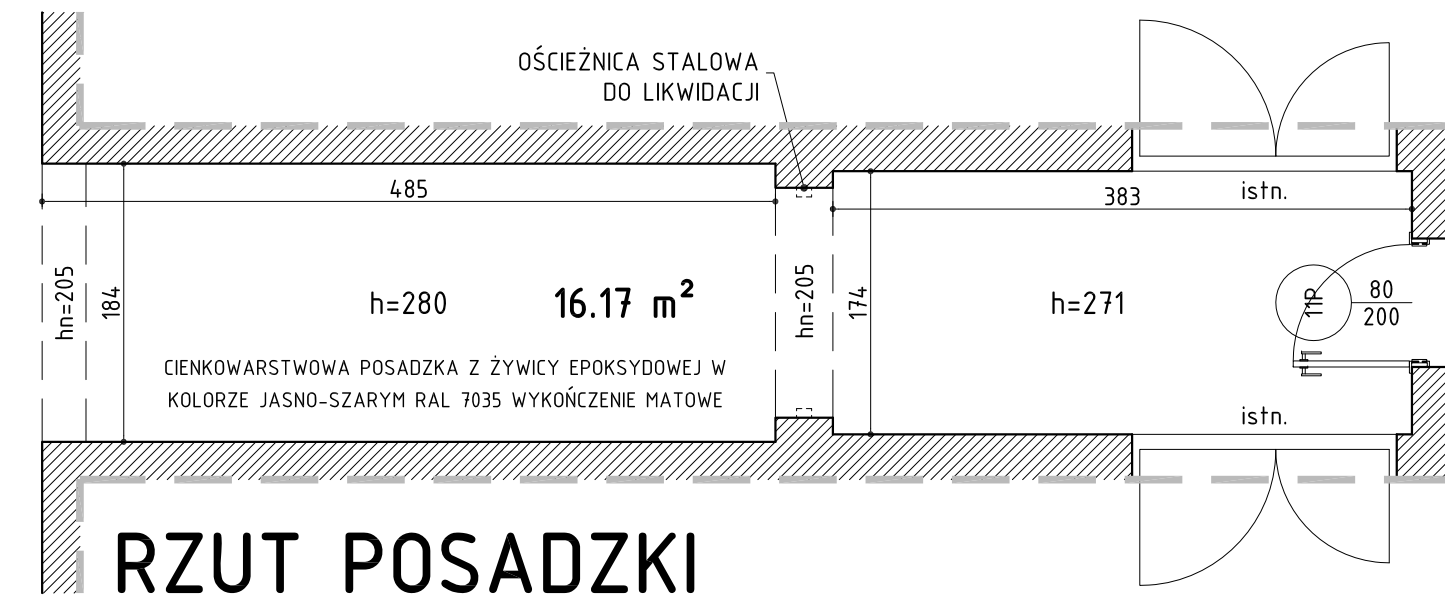 OŚCIEŻNICA STALOWA
DO LIKWIDACJI
485
383
istn.
hn=205
184
h=280
16.17 m²
hn=205
174
h=271
1IP
80
200
CIENKOWARSTWOWA POSADZKA Z ŻYWICY EPOKSYDOWEJ W
KOLORZE JASNO-SZARYM RAL 7035 WYKOŃCZENIE MATOWE
istn.
RZUT POSADZKI